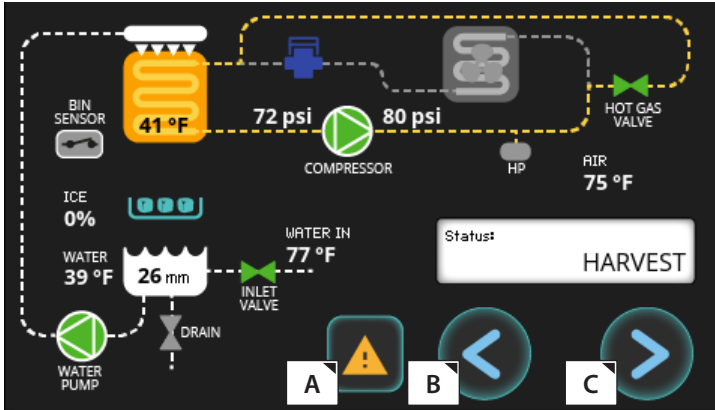 BIN
SENSOR
41 °F
72 psi
80 psi
COMPRESSOR
HP
HOT GAS
VALVE
AIR
75 °F
ICE
0%
WATER
39 °F
26 mm
WATER IN
77 °F
INLET
VALVE
DRAIN
WATER
PUMP
Status:
HARVEST
A
B
C